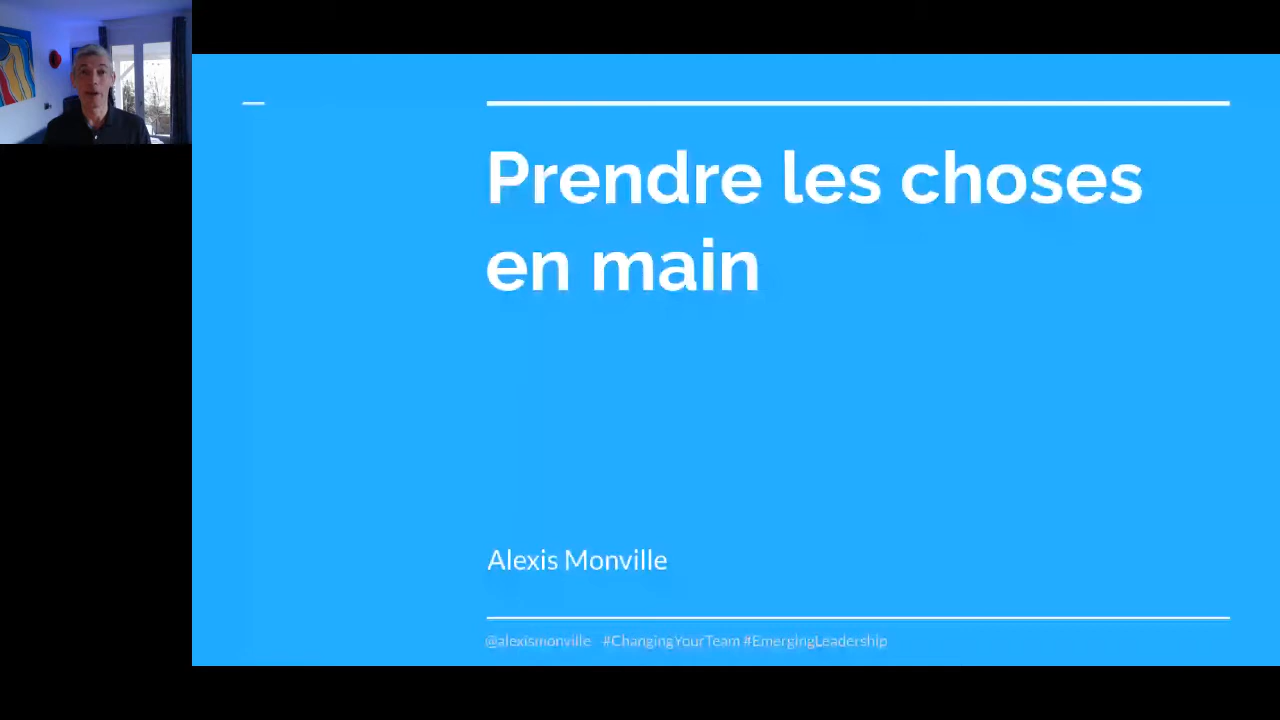 Prendre les choses
en main
Alexis Monville
@alexismonville #ChangingYourTeam #EmergingLeadership